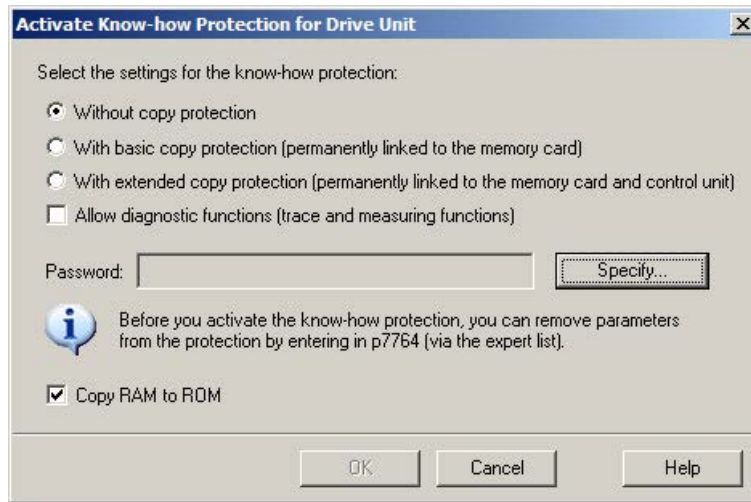 Activate Know-how Protection for Drive Unit
Select the settings for the know-how protection:
Without copy protection
With basic copy protection (permanently linked to the memory card)
With extended copy protection (permanently linked to the memory card and control unit)
Allow diagnostic functions (trace and measuring functions)
Password:
Specify...
Before you activate the know-how protection, you can remove parameters
from the protection by entering in p7764 (via the expert list).
Copy RAM to ROM
OK
Cancel
Help